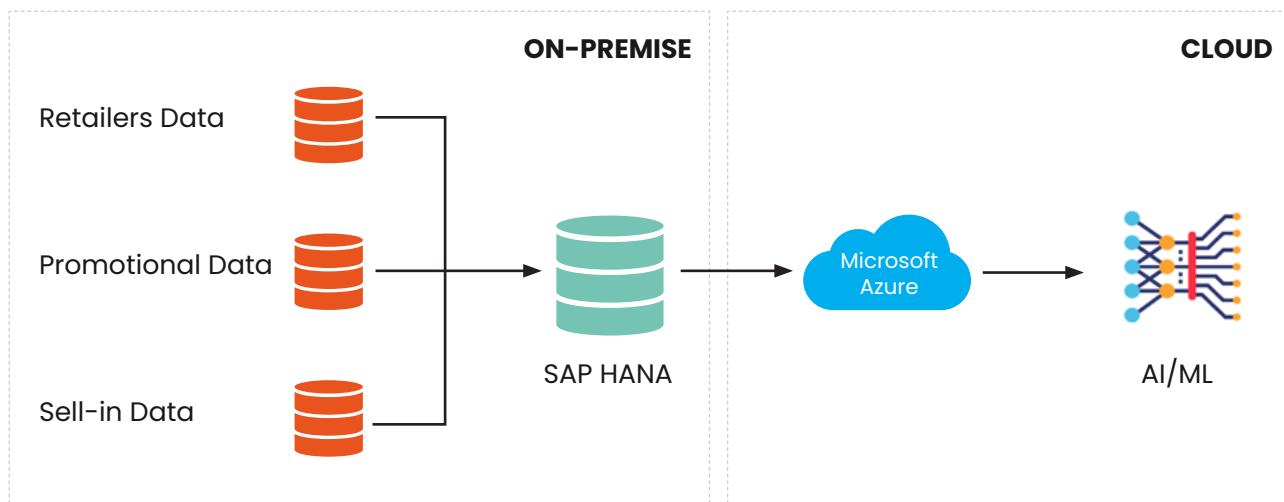 ON-PREMISE
CLOUD
Retailers Data
Promotional Data
Sell-in Data
SAP HANA
Microsoft
Azure
AI/ML